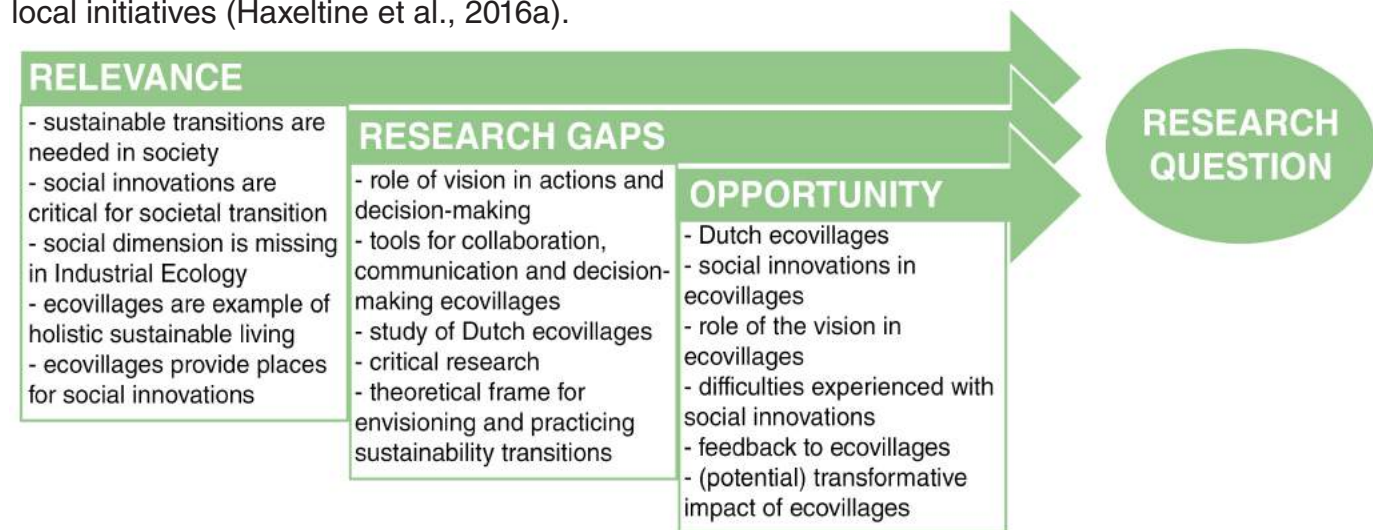 local initiatives (Haxeltine et al., 2016a).
RELEVANCE
- sustainable transitions are
needed in society
- social innovations are
critical for societal transition
- social dimension is missing
in Industrial Ecology
- ecovillages are example of
holistic sustainable living
- ecovillages provide places
for social innovations
RESEARCH GAPS
- role of vision in actions and
decision-making
- tools for collaboration,
communication and decision-
making ecovillages
- study of Dutch ecovillages
- critical research
- theoretical frame for
envisioning and practicing
sustainability transitions
OPPORTUNITY
- Dutch ecovillages
- social innovations in
ecovillages
- role of the vision in
ecovillages
- difficulties experienced with
social innovations
- feedback to ecovillages
- (potential) transformative
impact of ecovillages
RESEARCH
QUESTION